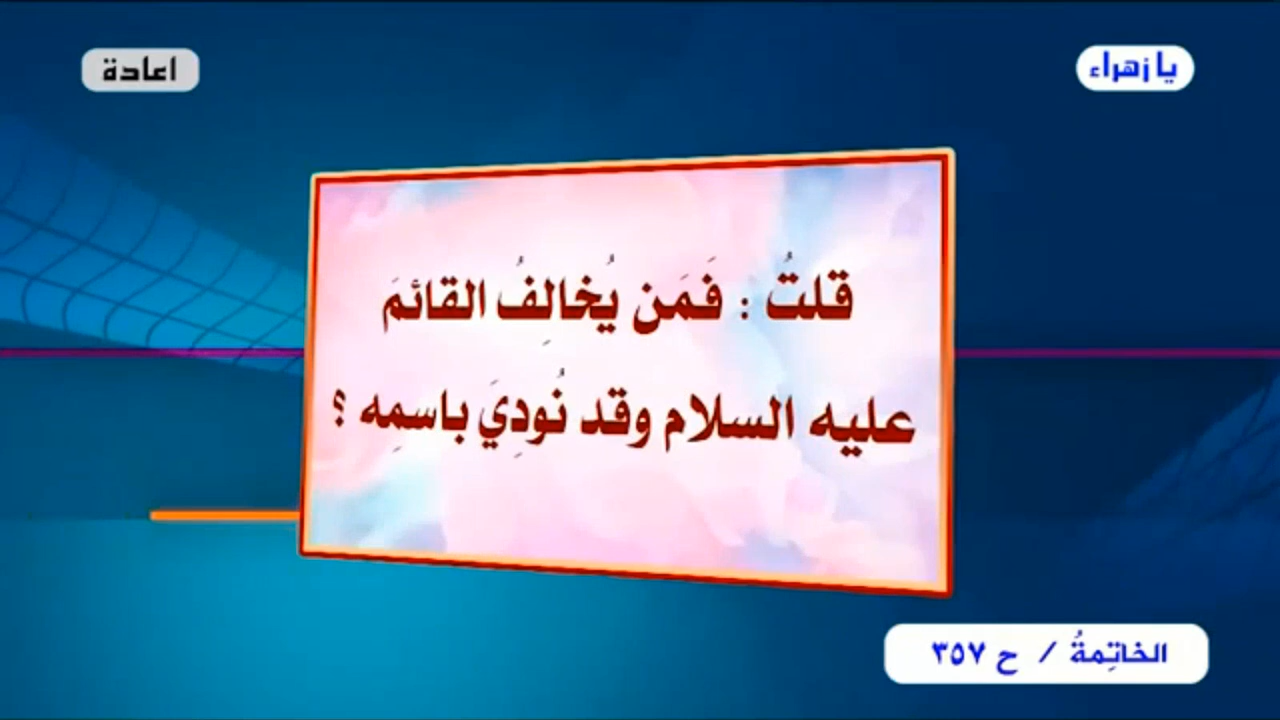 يا زهراء
اعادة
قلتُ : فَمَن يُخالِفُ القائمَ
عليه السلام وقد نُودِيَ باسمِه ؟
الخاتِمةُ / ح ٣٥٧